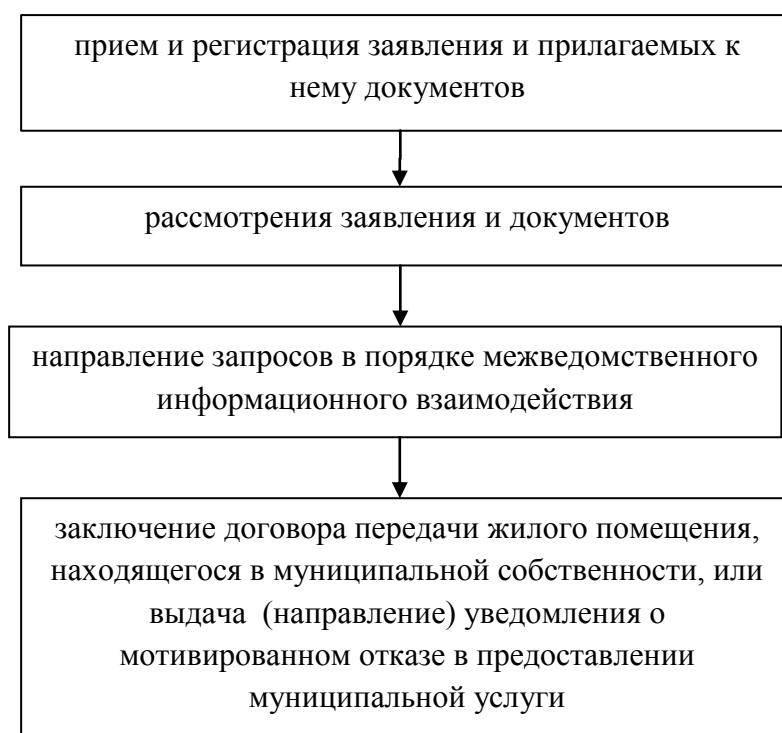 прием и регистрация заявления и прилагаемых к
нему документов
рассмотрения заявления и документов
направление запросов в порядке межведомственного
информационного взаимодействия
заключение договора передачи жилого помещения,
находящегося в муниципальной собственности, или
выдача  (направление) уведомления о
мотивированном отказе в предоставлении
муниципальной услуги